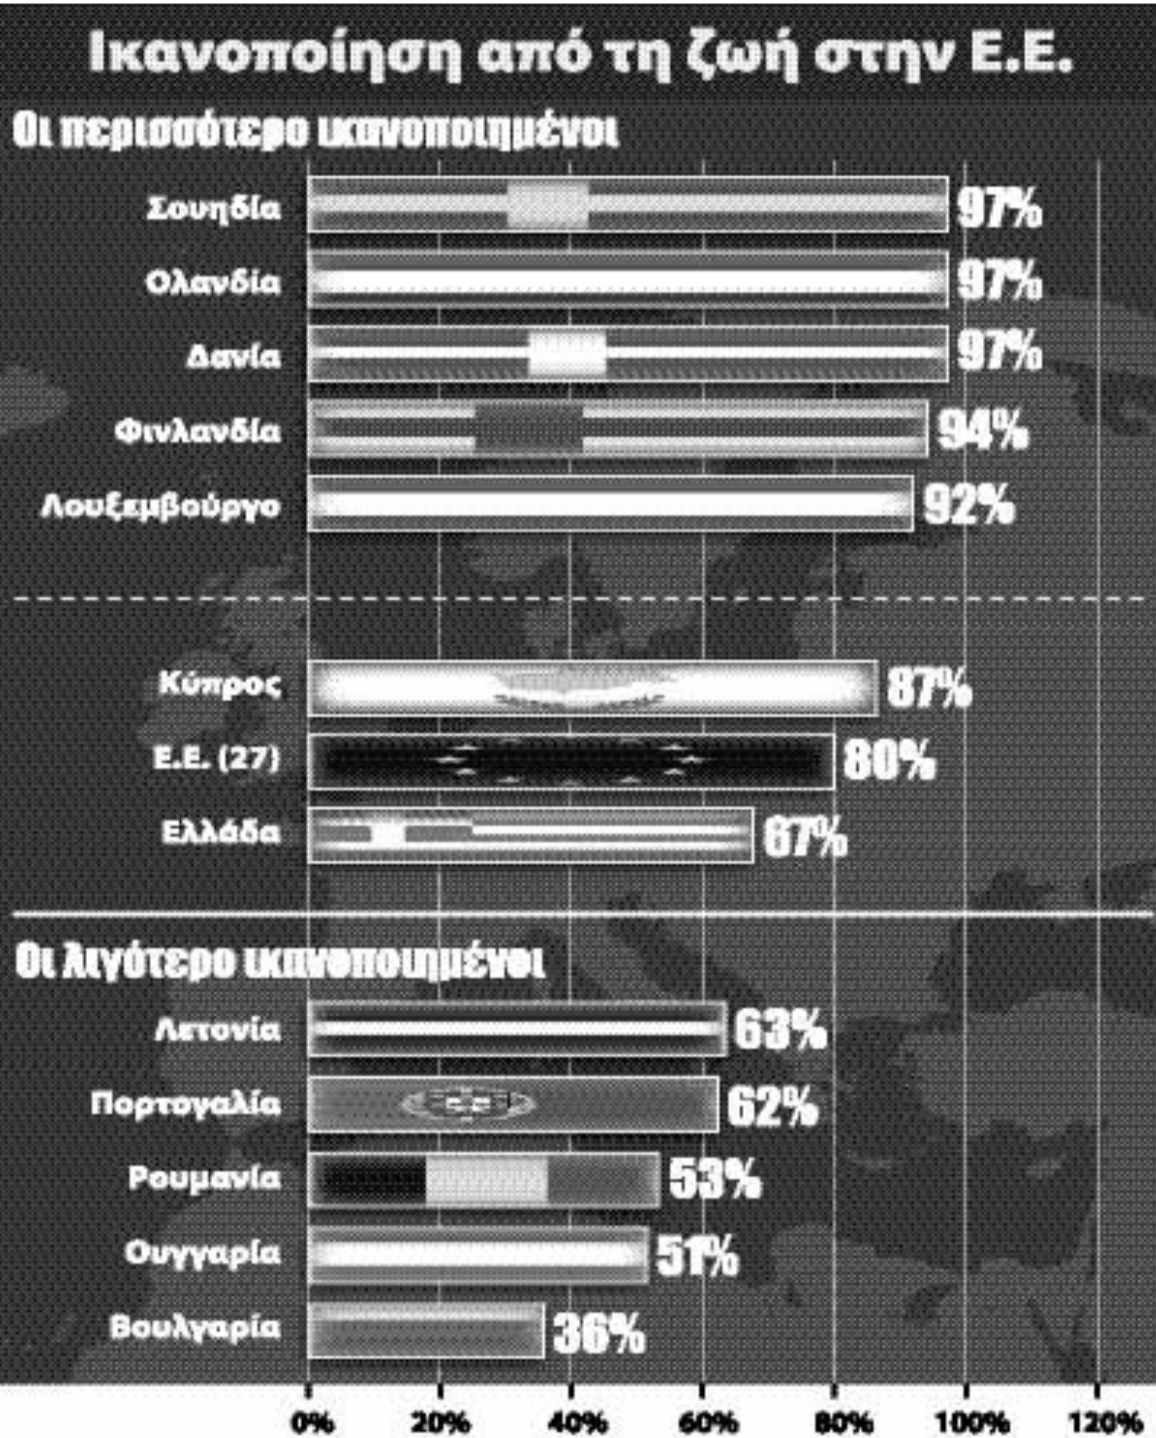 Ικανοποίηση από τη ζωή στην Ε.Ε.
Οι περισσότερο ικανοποιημένοι
Σουηδία 97%
Ολανδία 97%
Δανία 97%
Φινλανδία 94%
Λουξεμβούργο 92%
Κύπρος 87%
Ε.Ε. (27) 80%
Ελλάδα 67%
Οι λιγότερο ικανοποιημένοι
Λετονία 63%
Πορτογαλία 62%
Ρουμανία 53%
Ουγγαρία 51%
Βουλγαρία 36%
0% 20% 40% 60% 80% 100% 120%